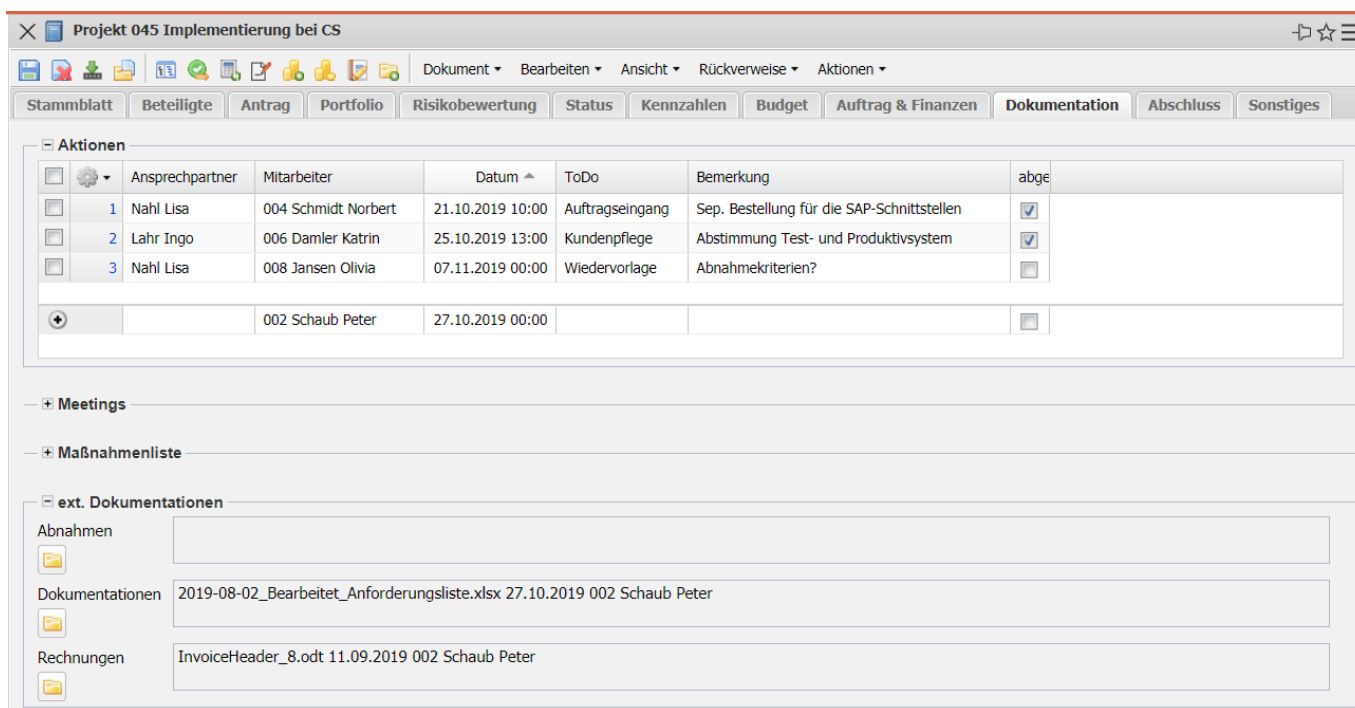 Projekt 045 Implementierung bei CS
Dokument Bearbeiten Ansicht Rückverweise Aktionen
Stammblatt Beteiligte Antrag Portfolio Risikobewertung Status Kennzahlen Budget Auftrag & Finanzen Dokumentation Abschluss Sonstiges
Aktionen
Ansprechpartner Mitarbeiter Datum ToDo Bemerkung abge
1 Nahl Lisa 004 Schmidt Norbert 21.10.2019 10:00 Auftragseingang Sep. Bestellung für die SAP-Schnittstellen
2 Lahr Ingo 006 Damler Katrin 25.10.2019 13:00 Kundenpflege Abstimmung Test- und Produktivsystem
3 Nahl Lisa 008 Jansen Olivia 07.11.2019 00:00 Wiedervorlage Abnahmekriterien?
002 Schaub Peter 27.10.2019 00:00
Meetings
Maßnahmenliste
ext. Dokumentationen
Abnahmen
Dokumentationen 2019-08-02_Bearbeitet_Anforderungsliste.xlsx 27.10.2019 002 Schaub Peter
Rechnungen InvoiceHeader_8.odt 11.09.2019 002 Schaub Peter